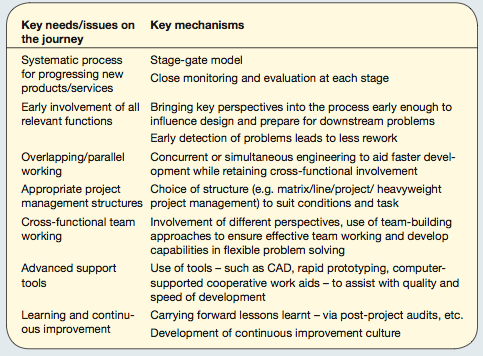 Key needs/issues on Key mechanisms
the journey
Systematic process Stage-gate model
for progressing new Close monitoring and evaluation at each stage
products/services
Early involvement of all Bringing key perspectives into the process early enough to
relevant functions influence design and prepare for downstream problems
Early detection of problems leads to less rework
Overlapping/parallel Concurrent or simultaneous engineering to aid faster devel-
working opment while retaining cross-functional involvement
Appropriate project Choice of structure (e.g. matrix/line/project/ heavyweight
management structures project management) to suit conditions and task
Cross-functional team Involvement of different perspectives, use of team-building
working approaches to ensure effective team working and develop
capabilities in flexible problem solving
Advanced support Use of tools – such as CAD, rapid prototyping, computer-
tools supported cooperative work aids – to assist with quality and
speed of development
Learning and continu- Carrying forward lessons learnt – via post-project audits, etc.
ous improvement Development of continuous improvement culture